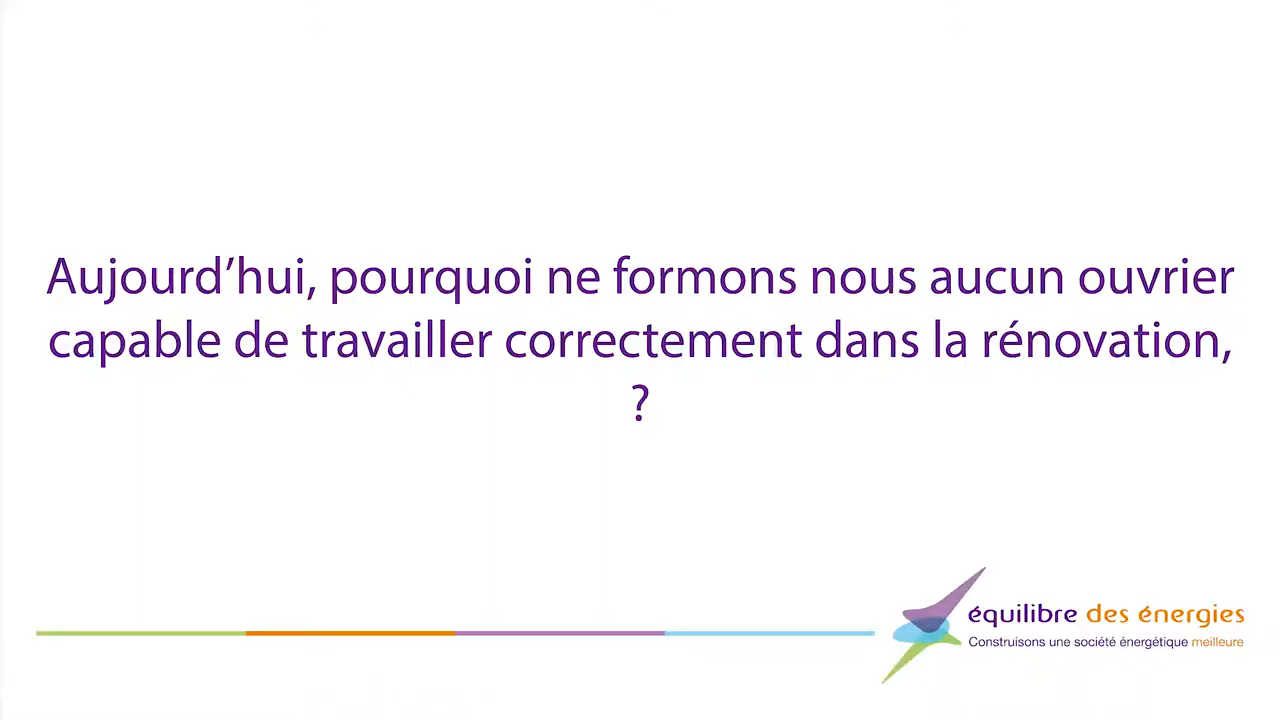 Aujourd’hui, pourquoi ne formons nous aucun ouvrier
capable de travailler correctement dans la rénovation,
?
équilibre des énergies
Construisons une société énergétique meilleure